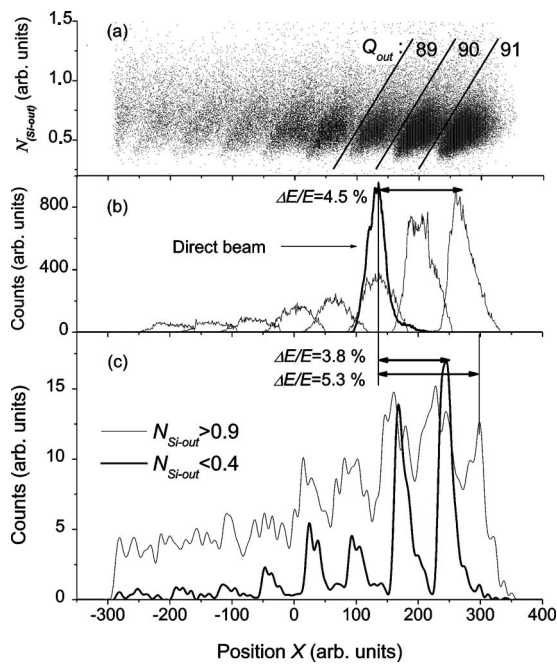 (a)
Q_out : 89 90 91
N_(Si-out) (arb. units)
1.5
1.0
0.5
(b)
ΔE/E=4.5 %
Direct beam
Counts (arb. units)
800
400
0
(c)
ΔE/E=3.8 %
ΔE/E=5.3 %
N_Si-out>0.9
N_Si-out<0.4
Counts (arb. units)
15
10
5
0
-300 -200 -100 0 100 200 300 400
Position X (arb. units)